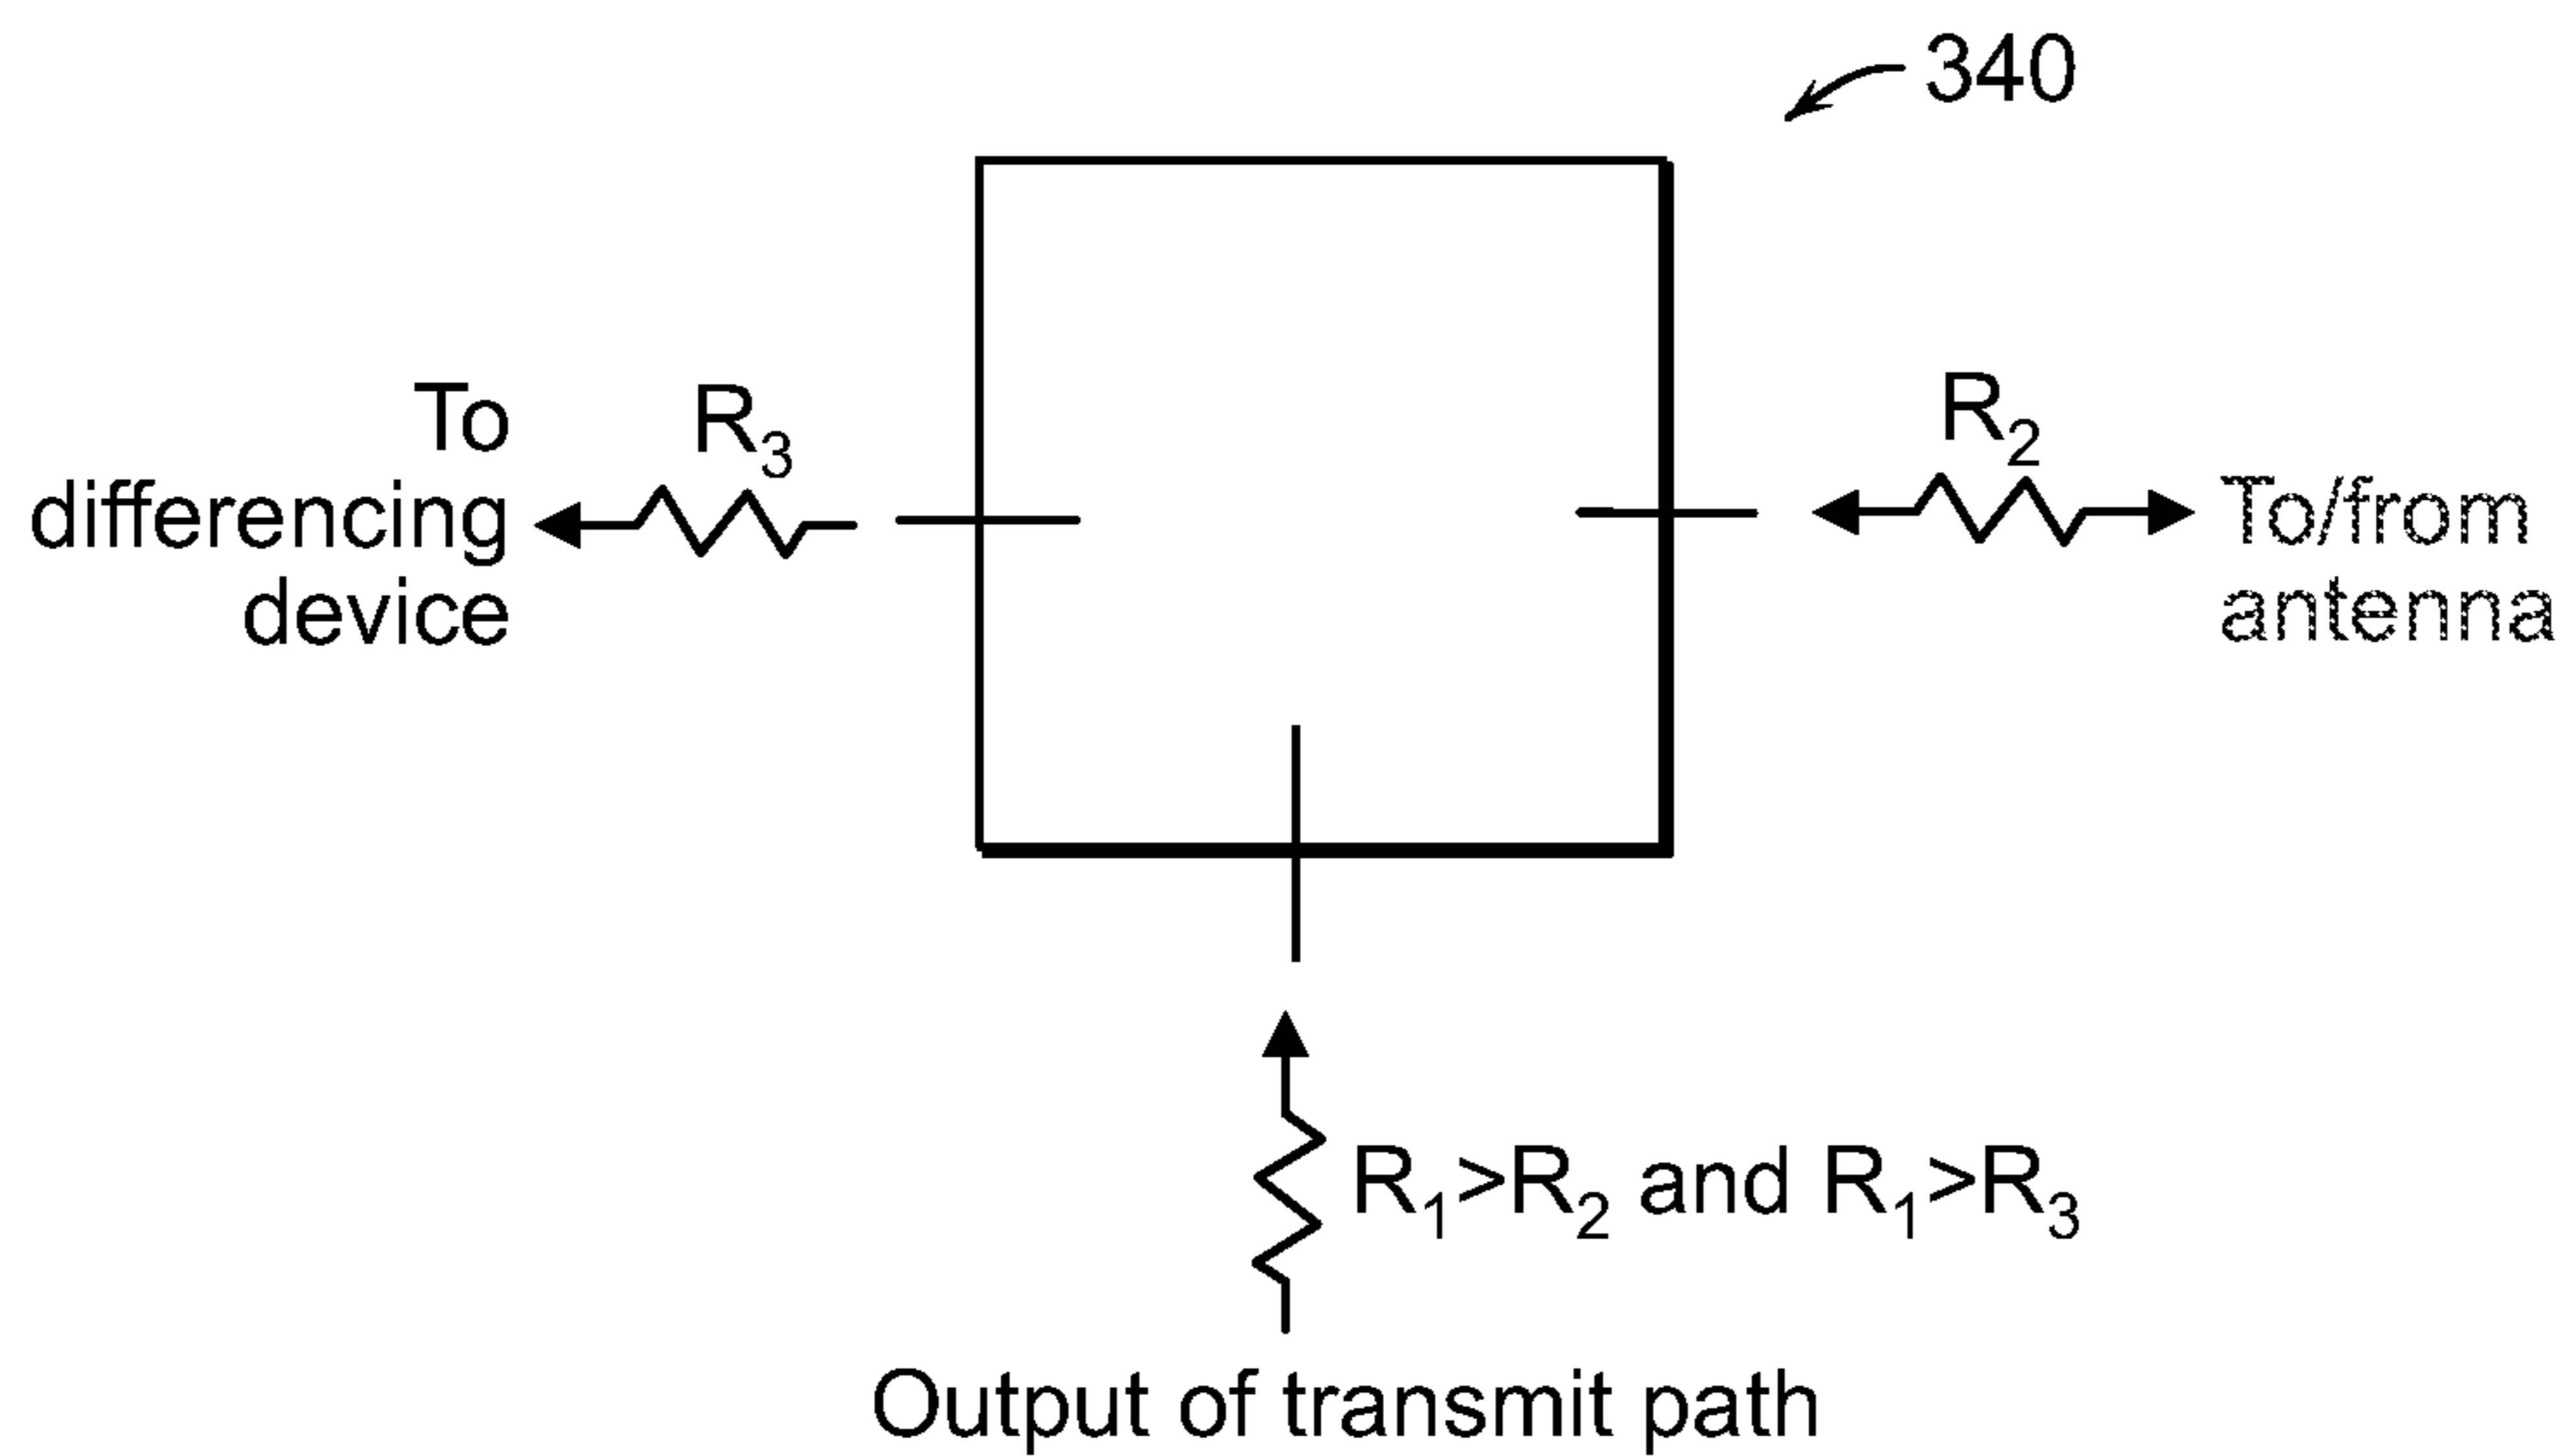 340
To
differencing
device
R₃
R₂
To/from
antenna
R₁>R₂ and R₁>R₃
Output of transmit path